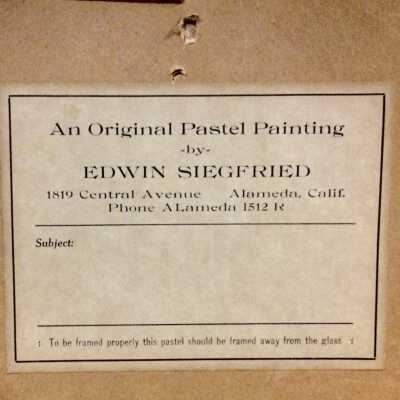 An Original Pastel Painting
-by-
EDWIN SIEGFRIED
1819 Central Avenue Alameda, Calif.
Phone ALameda 1512 R
Subject:
: To be framed properly this pastel should be framed away from the glass :